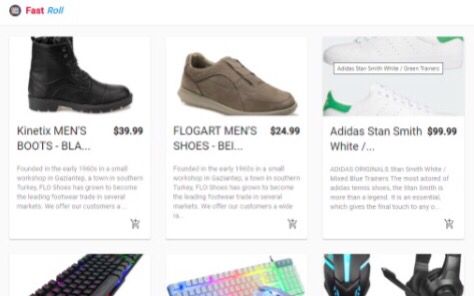 Fast Roll
Adidas Stan Smith White / Green Trainers
Kinetix MEN'S $39.99
BOOTS - BLA...
FLOGART MEN'S $24.99
SHOES - BEI...
Adidas Stan Smith $99.99
White /...
Founded in the early 1960s in a small
workshop in Gaziantep, a town in southern
Turkey, FLO Shoes has grown to become
the leading footwear trade in several
markets. We offer our customers a
...
Founded in the early 1960s in a small
workshop in Gaziantep, a town in southern
Turkey, FLO Shoes has grown to become
the leading footwear trade in several
markets. We offer our customers a wide
ra...
ADIDAS ORIGINALS Stan Smith White /
Mixed Blue Trainers The most adored of
adidas tennis shoes, the Stan Smith is
more than a legend. It is an essential,
which gives the final touch to any o...